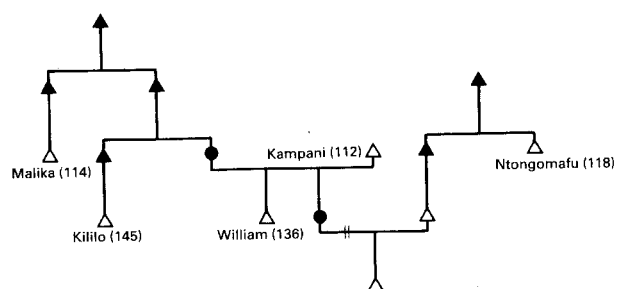 Kampani (112)
Malika (114)
Ntongomafu (118)
Kililo (145)
William (136)